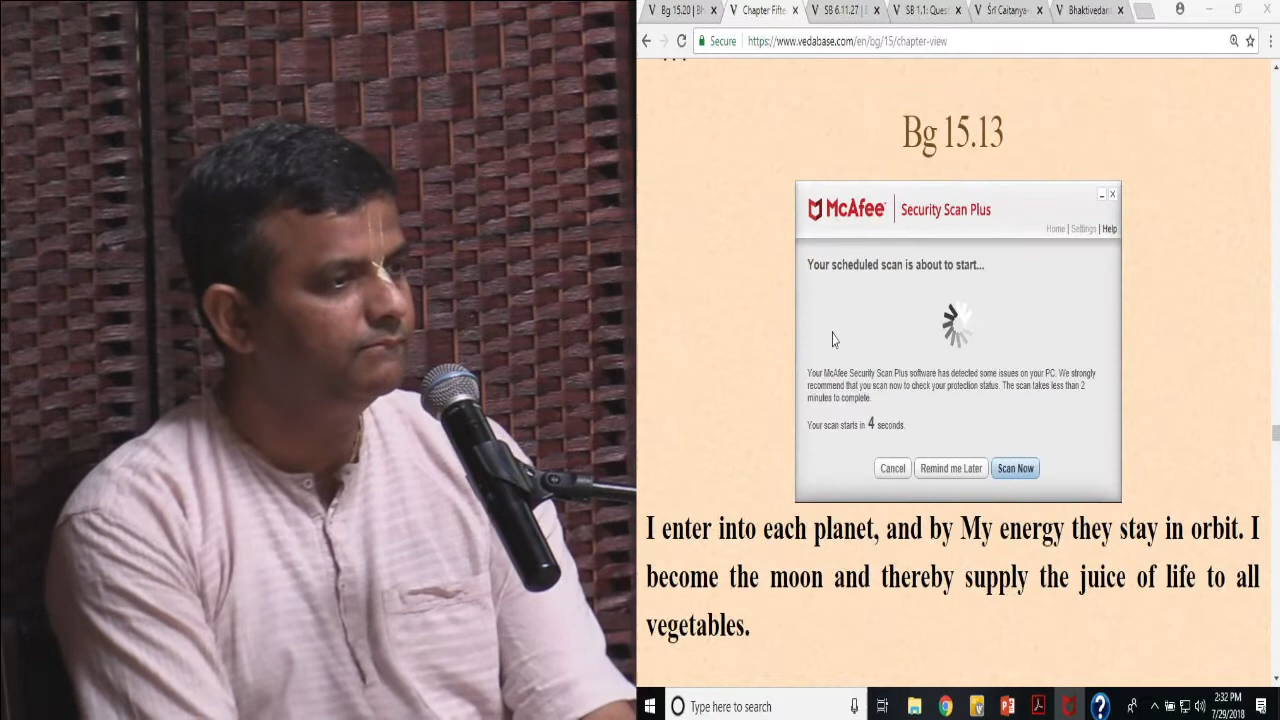 Bg 15.20 | B
Chapter Fifte
SB 6.11.27 | E
SB 1.1: Quest
Śrī Caitanya-
Bhaktivedant
Secure | https://www.vedabase.com/en/bg/15/chapter-view
Bg 15.13
McAfee | Security Scan Plus
Home | Settings | Help
Your scheduled scan is about to start...
Your McAfee Security Scan Plus software has detected some issues on your PC. We strongly
recommend that you scan now to check your protection status. The scan takes less than 2
minutes to complete.
Your scan starts in 4 seconds.
Cancel
Remind me Later
Scan Now
I enter into each planet, and by My energy they stay in orbit. I
become the moon and thereby supply the juice of life to all
vegetables.
Type here to search
2:32 PM
7/29/2018